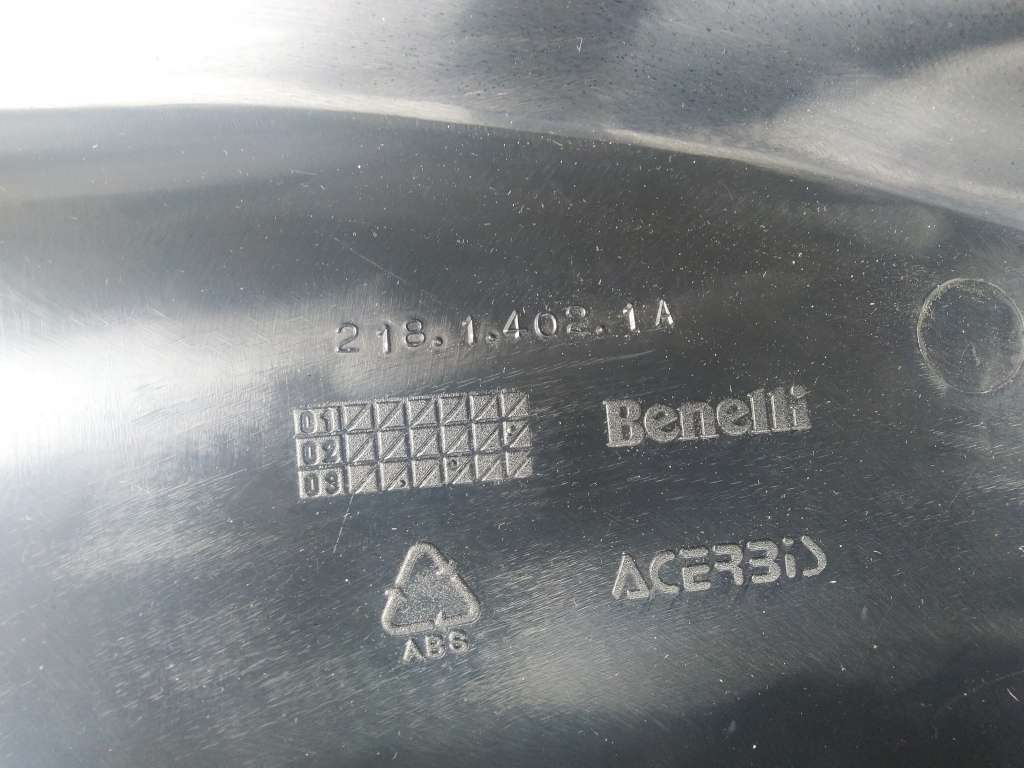 218.1.402.1A
01
02
03
Benelli
ACERBiS
ABS